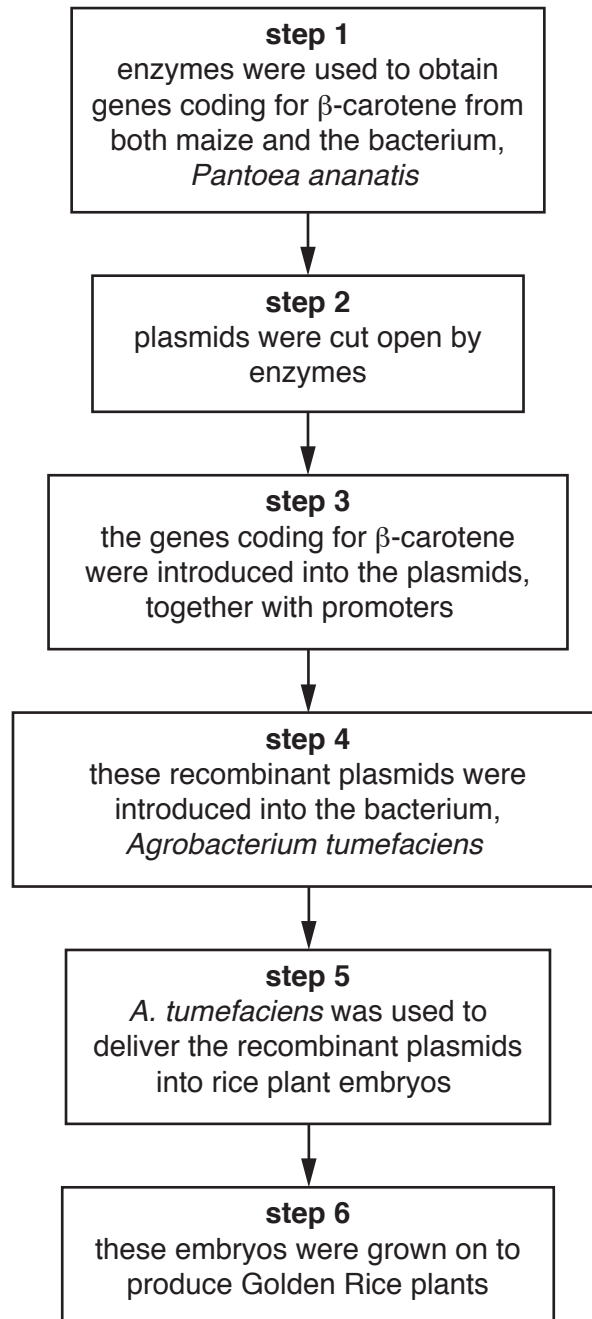 step 1
enzymes were used to obtain
genes coding for β-carotene from
both maize and the bacterium,
Pantoea ananatis
step 2
plasmids were cut open by
enzymes
step 3
the genes coding for β-carotene
were introduced into the plasmids,
together with promoters
step 4
these recombinant plasmids were
introduced into the bacterium,
Agrobacterium tumefaciens
step 5
A. tumefaciens was used to
deliver the recombinant plasmids
into rice plant embryos
step 6
these embryos were grown on to
produce Golden Rice plants